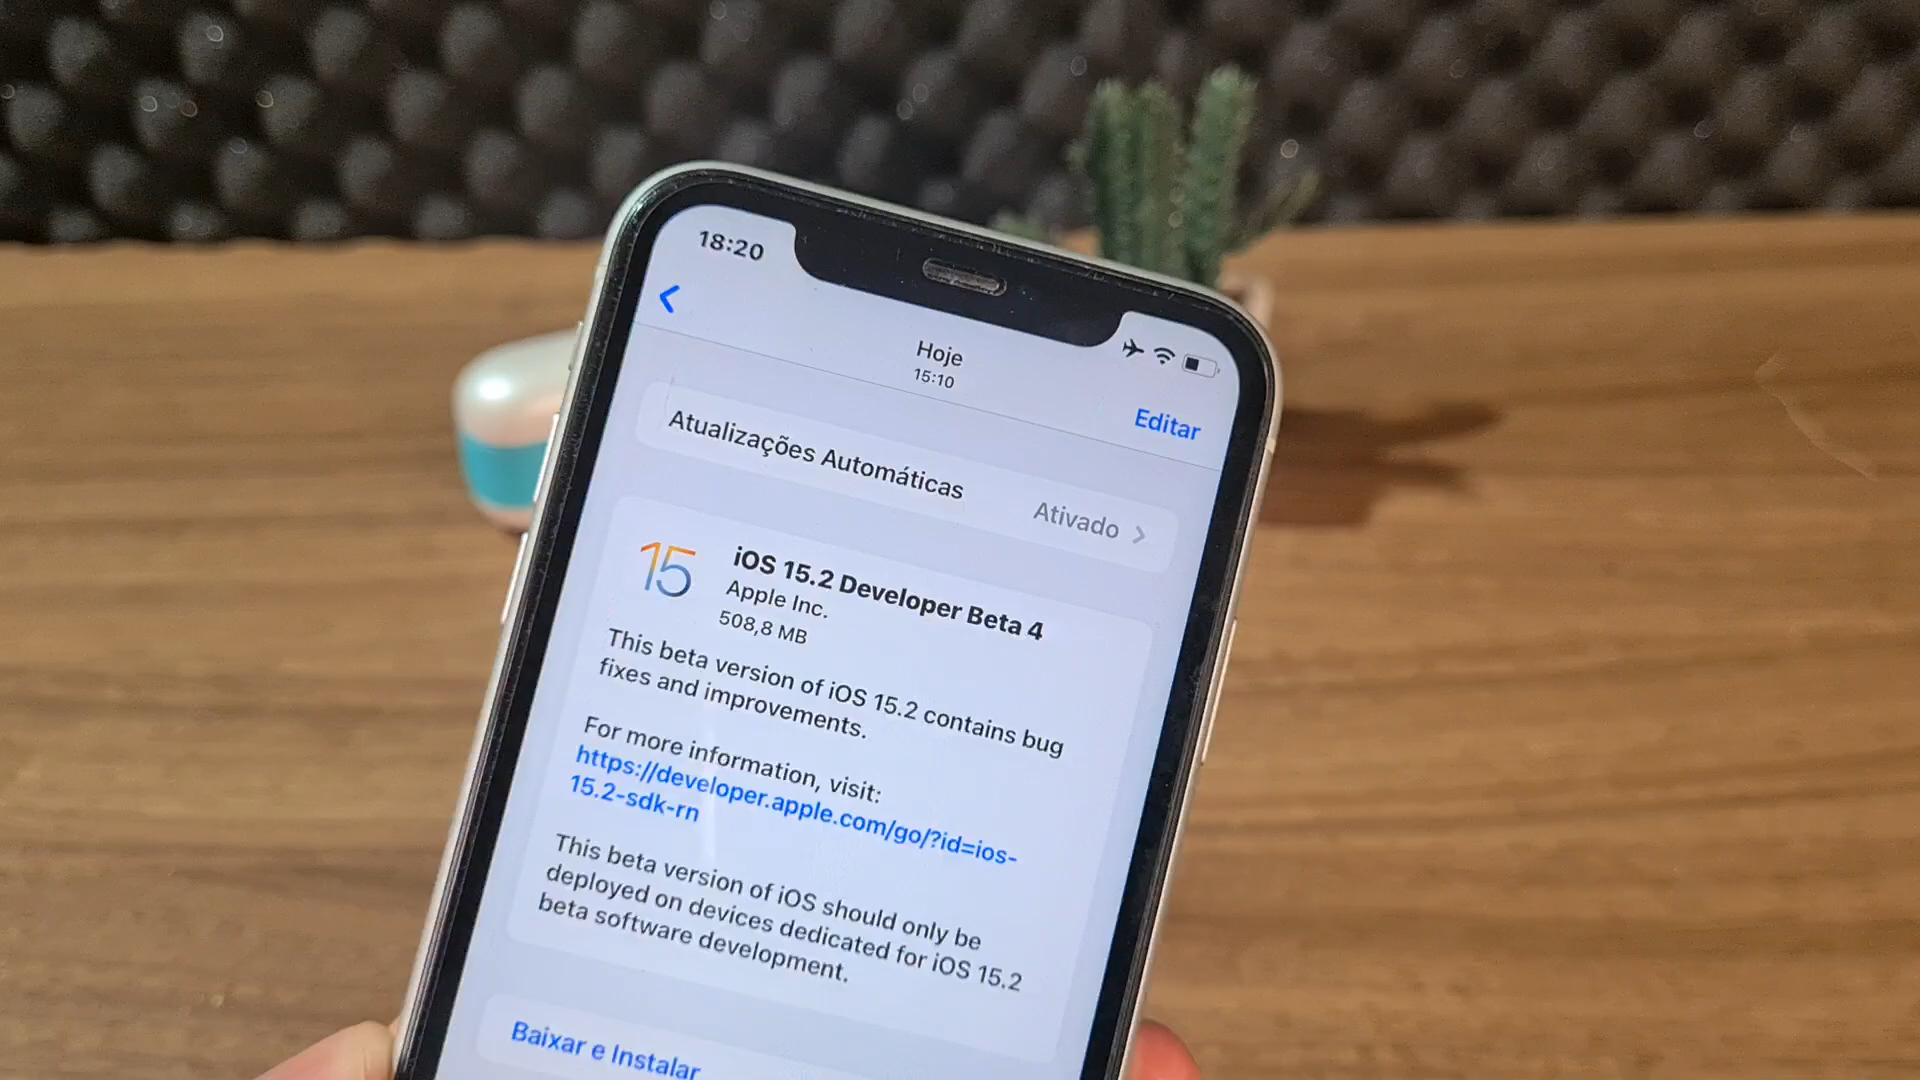 18:20
Hoje
15:10
Editar
Atualizações Automáticas
Ativado
15
iOS 15.2 Developer Beta 4
Apple Inc.
508,8 MB
This beta version of iOS 15.2 contains bug
fixes and improvements.
For more information, visit:
https://developer.apple.com/go/?id=ios-
15.2-sdk-rn
This beta version of iOS should only be
deployed on devices dedicated for iOS 15.2
beta software development.
Baixar e Instalar